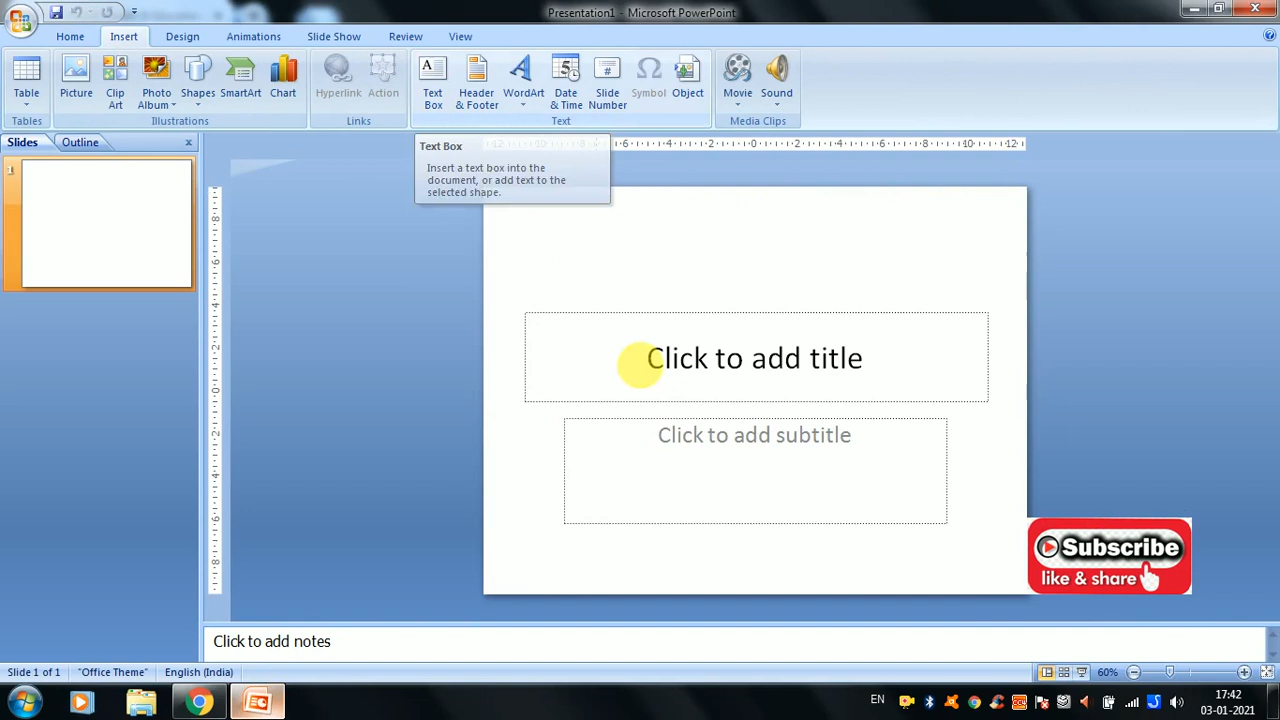 Presentation1 - Microsoft PowerPoint
Home Insert Design Animations Slide Show Review View
Table
Picture
Clip Art
Photo Album
Shapes
SmartArt
Chart
Hyperlink
Action
Text Box
Header & Footer
WordArt
Date & Time
Slide Number
Symbol
Object
Movie
Sound
Tables Illustrations Links Text Media Clips
Slides Outline
Text Box
Insert a text box into the
document, or add text to the
selected shape.
1
Click to add title
Click to add subtitle
Subscribe
like & share
Click to add notes
Slide 1 of 1 "Office Theme" English (India) 60%
EN
17:42
03-01-2021